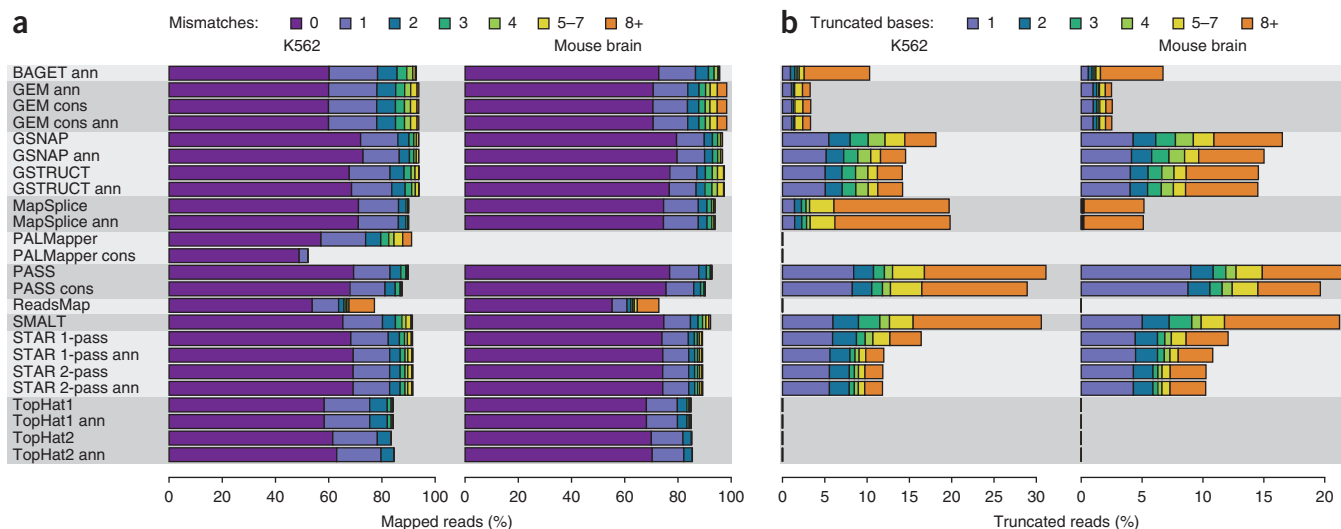 a
Mismatches: 0 1 2 3 4 5–7 8+
K562 Mouse brain
b
Truncated bases: 1 2 3 4 5–7 8+
K562 Mouse brain
BAGET ann
GEM ann
GEM cons
GEM cons ann
GSNAP
GSNAP ann
GSTRUCT
GSTRUCT ann
MapSplice
MapSplice ann
PALMapper
PALMapper cons
PASS
PASS cons
ReadsMap
SMALT
STAR 1-pass
STAR 1-pass ann
STAR 2-pass
STAR 2-pass ann
TopHat1
TopHat1 ann
TopHat2
TopHat2 ann
0 20 40 60 80 100 0 20 40 60 80 100
Mapped reads (%)
0 5 10 15 20 25 30 0 5 10 15 20
Truncated reads (%)